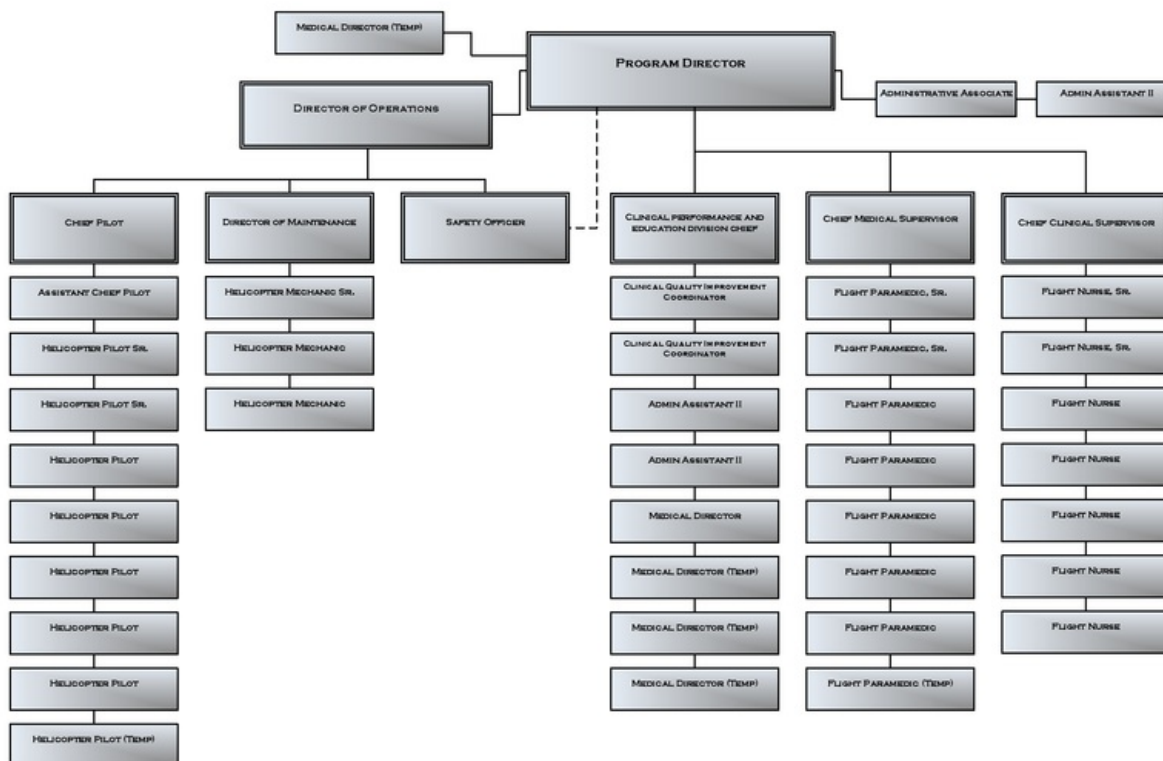 Medical Director (Temp)
Program Director
Director of Operations
Administrative Associate
Admin Assistant II
Chief Pilot
Director of Maintenance
Safety Officer
Clinical performance and
education division chief
Chief Medical Supervisor
Chief Clinical Supervisor
Assistant Chief Pilot
Helicopter Pilot Sr.
Helicopter Pilot Sr.
Helicopter Pilot
Helicopter Pilot
Helicopter Pilot
Helicopter Pilot
Helicopter Pilot
Helicopter Pilot (Temp)
Helicopter Mechanic Sr.
Helicopter Mechanic
Helicopter Mechanic
Clinical Quality Improvement
Coordinator
Clinical Quality Improvement
Coordinator
Admin Assistant II
Admin Assistant II
Medical Director
Medical Director (Temp)
Medical Director (Temp)
Medical Director (Temp)
Flight Paramedic, Sr.
Flight Paramedic, Sr.
Flight Paramedic
Flight Paramedic
Flight Paramedic
Flight Paramedic
Flight Paramedic
Flight Paramedic (Temp)
Flight Nurse, Sr.
Flight Nurse, Sr.
Flight Nurse
Flight Nurse
Flight Nurse
Flight Nurse
Flight Nurse